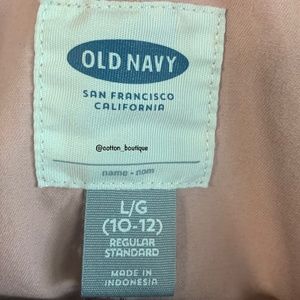 OLD NAVY
SAN FRANCISCO
CALIFORNIA
@cotton_boutique
name - nom
L/G
(10-12)
REGULAR
STANDARD
MADE IN
INDONESIA